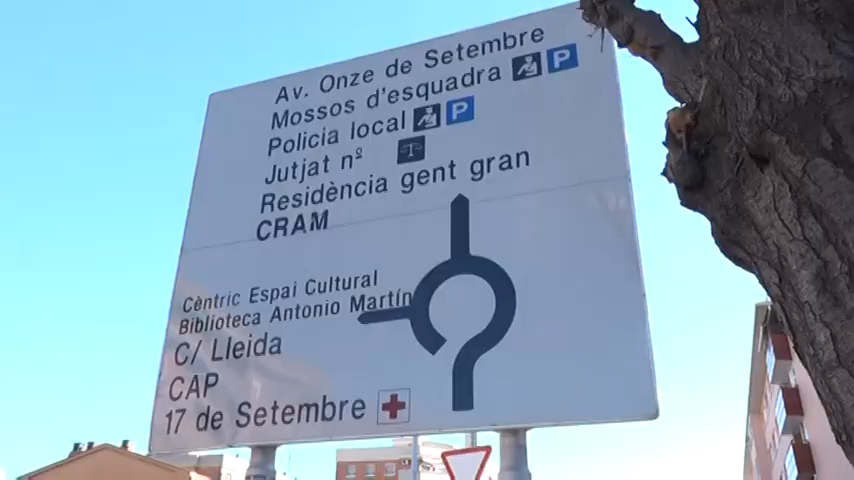 Av. Onze de Setembre
Mossos d'esquadra P
Policia local P
Jutjat n.º
Residència gent gran
CRAM
Cèntric Espai Cultural
Biblioteca Antonio Martín
C/ Lleida
CAP
17 de Setembre